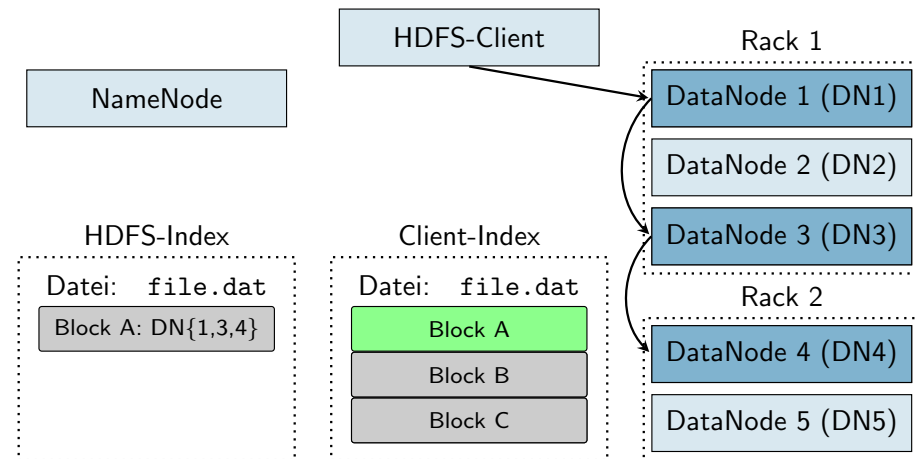 HDFS-Client
NameNode
Rack 1
DataNode 1 (DN1)
DataNode 2 (DN2)
DataNode 3 (DN3)
Rack 2
DataNode 4 (DN4)
DataNode 5 (DN5)
HDFS-Index
Datei: file.dat
Block A: DN{1,3,4}
Client-Index
Datei: file.dat
Block A
Block B
Block C